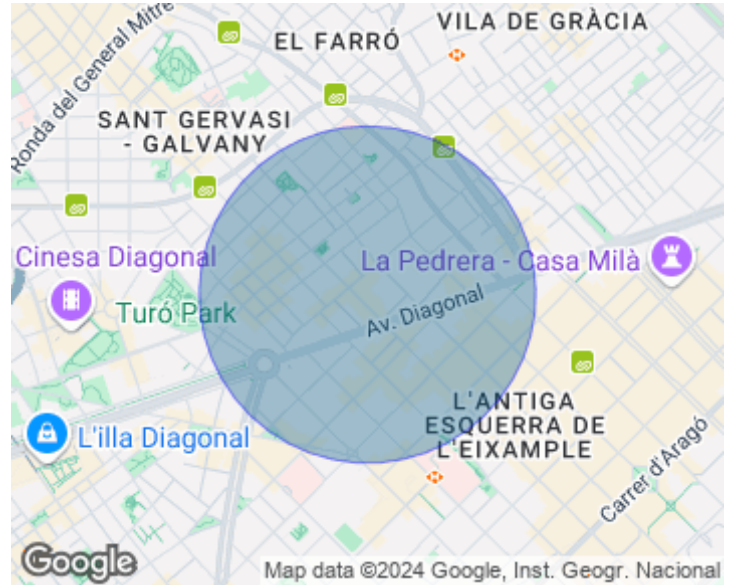 VILA DE GRÀCIA
EL FARRÓ
Ronda del General Mitre
SANT GERVASI
- GALVANY
Cinesa Diagonal
La Pedrera - Casa Milà
Turó Park
Av. Diagonal
L'ANTIGA
ESQUERRA DE
L'EIXAMPLE
L'illa Diagonal
Carrer d'Aragó
Google
Map data ©2024 Google, Inst. Geogr. Nacional